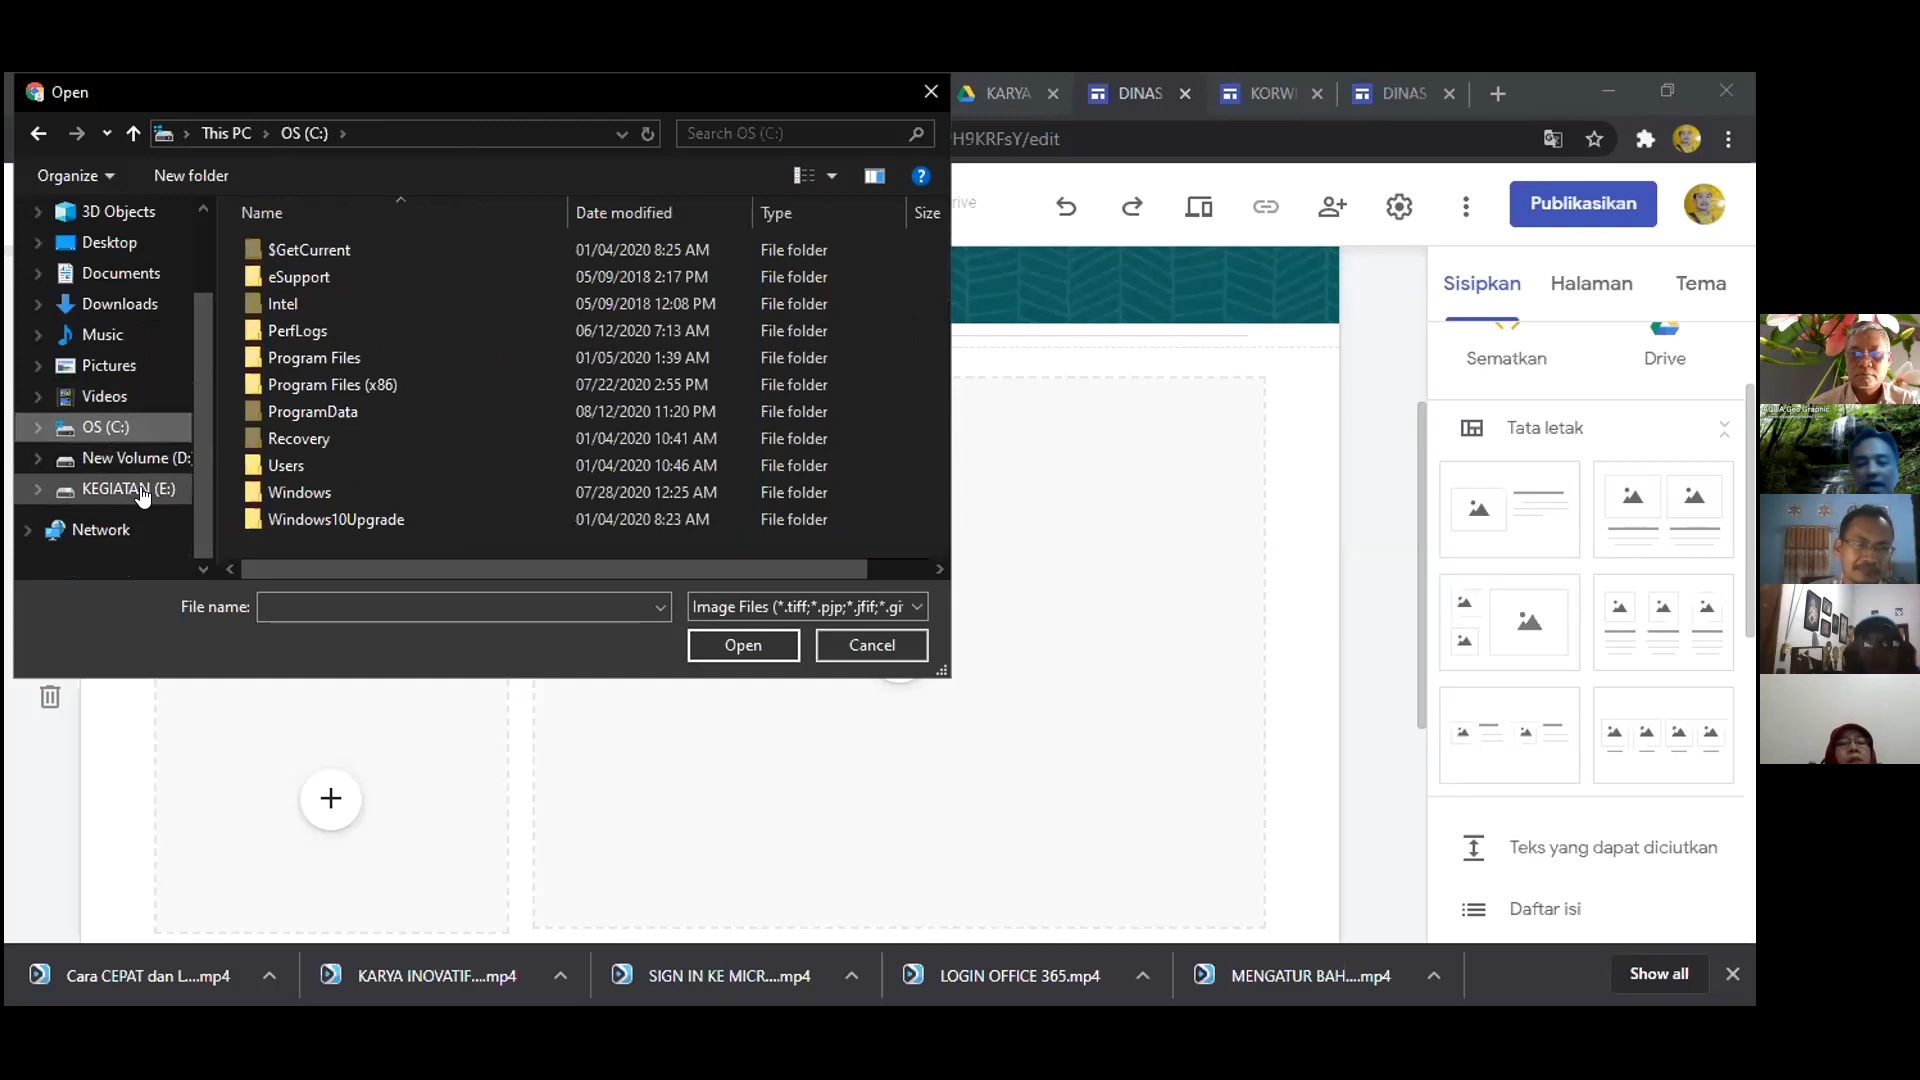 Open
KARYA
DINAS
KORWI
DINAS
This PC
OS (C:)
Search OS (C:)
H9KRFsY/edit
Organize
New folder
rive
Publikasikan
3D Objects
Desktop
Documents
Downloads
Music
Pictures
Videos
OS (C:)
New Volume (D:
KEGIATAN (E:)
Network
Name Date modified Type Size
$GetCurrent 01/04/2020 8:25 AM File folder
eSupport 05/09/2018 2:17 PM File folder
Intel 05/09/2018 12:08 PM File folder
PerfLogs 06/12/2020 7:13 AM File folder
Program Files 01/05/2020 1:39 AM File folder
Program Files (x86) 07/22/2020 2:55 PM File folder
ProgramData 08/12/2020 11:20 PM File folder
Recovery 01/04/2020 10:41 AM File folder
Users 01/04/2020 10:46 AM File folder
Windows 07/28/2020 12:25 AM File folder
Windows10Upgrade 01/04/2020 8:23 AM File folder
File name:
Image Files (*.tiff;*.pjp;*.jfif;*.gi
Open
Cancel
Sisipkan
Halaman
Tema
Sematkan
Drive
Tata letak
Teks yang dapat diciutkan
Daftar isi
AQUA Geo Graphic
Cara CEPAT dan L....mp4
KARYA INOVATIF....mp4
SIGN IN KE MICR....mp4
LOGIN OFFICE 365.mp4
MENGATUR BAH....mp4
Show all